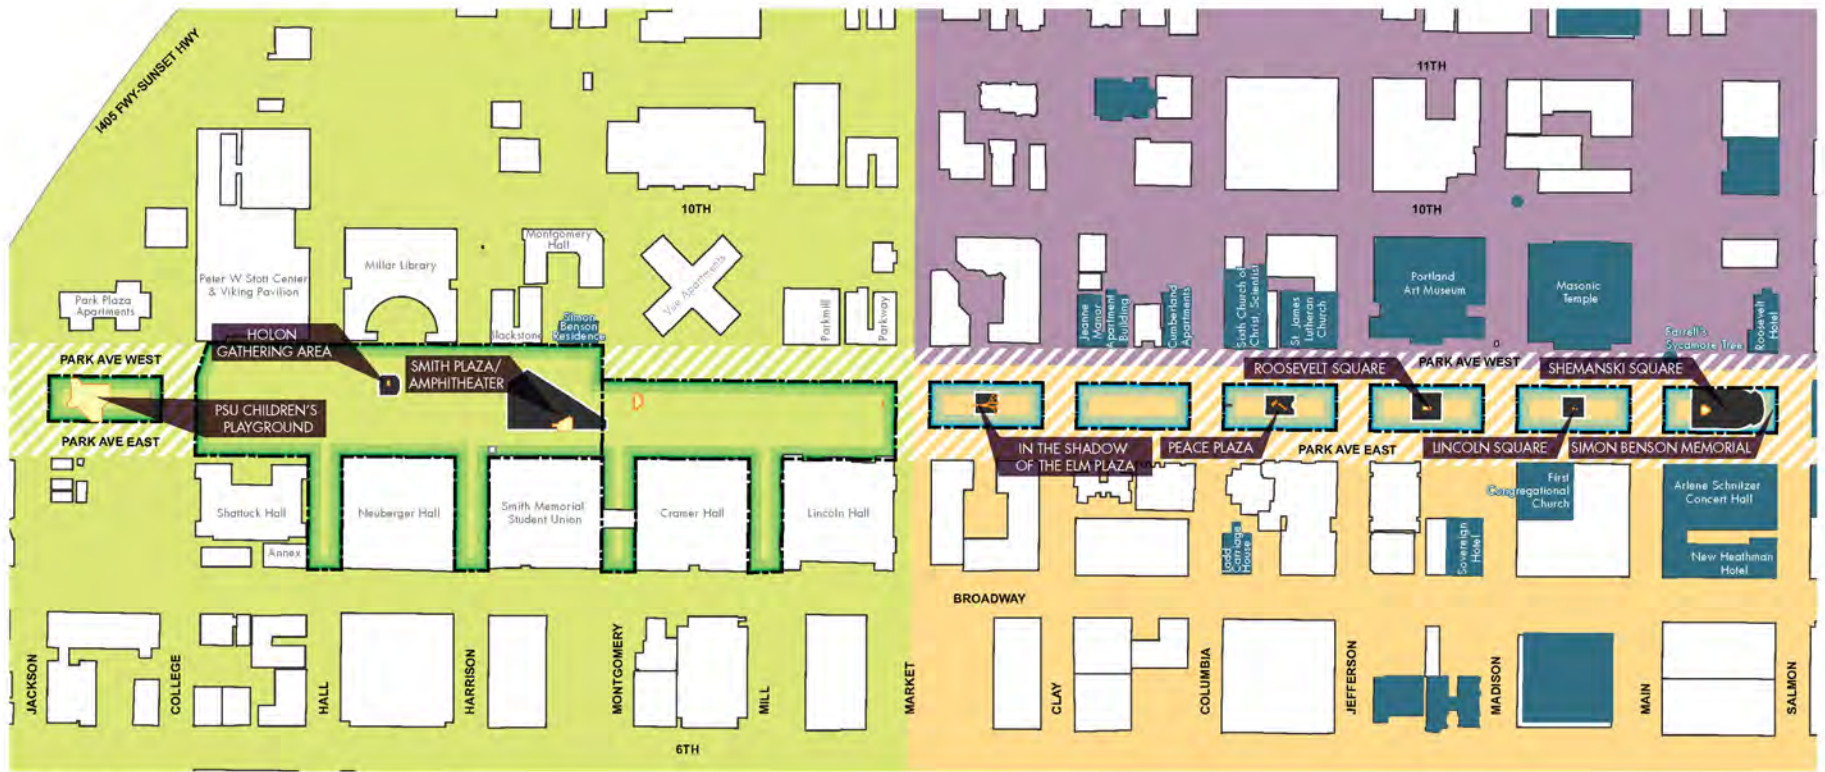 I405 FWY-SUNSET HWY
11TH
10TH
10TH
Peter W Stott Center
& Viking Pavilion
Millar Library
Montgomery
Hall
Vue Apartments
Park Plaza
Apartments
Blackstone
Simon
Benson
Residence
Parkmill
Parkway
Jeanne
Manor
Apartment
Building
Cumberland
Apartments
Sixth Church of
Christ, Scientist
St. James
Lutheran
Church
Portland
Art Museum
Masonic
Temple
Farrell's
Sycamore Tree
Roosevelt
Hotel
HOLON
GATHERING AREA
SMITH PLAZA/
AMPHITHEATER
PARK AVE WEST
PARK AVE WEST
ROOSEVELT SQUARE
SHEMANSKI SQUARE
PSU CHILDREN'S
PLAYGROUND
PARK AVE EAST
IN THE SHADOW
OF THE ELM PLAZA
PEACE PLAZA
PARK AVE EAST
LINCOLN SQUARE
SIMON BENSON MEMORIAL
Shattuck Hall
Annex
Neuberger Hall
Smith Memorial
Student Union
Cramer Hall
Lincoln Hall
Ladd
Carriage
House
Sovereign
Hotel
First
Congregational
Church
Arlene Schnitzer
Concert Hall
New Heathman
Hotel
BROADWAY
JACKSON
COLLEGE
HALL
HARRISON
MONTGOMERY
MILL
MARKET
CLAY
COLUMBIA
JEFFERSON
MADISON
MAIN
SALMON
6TH